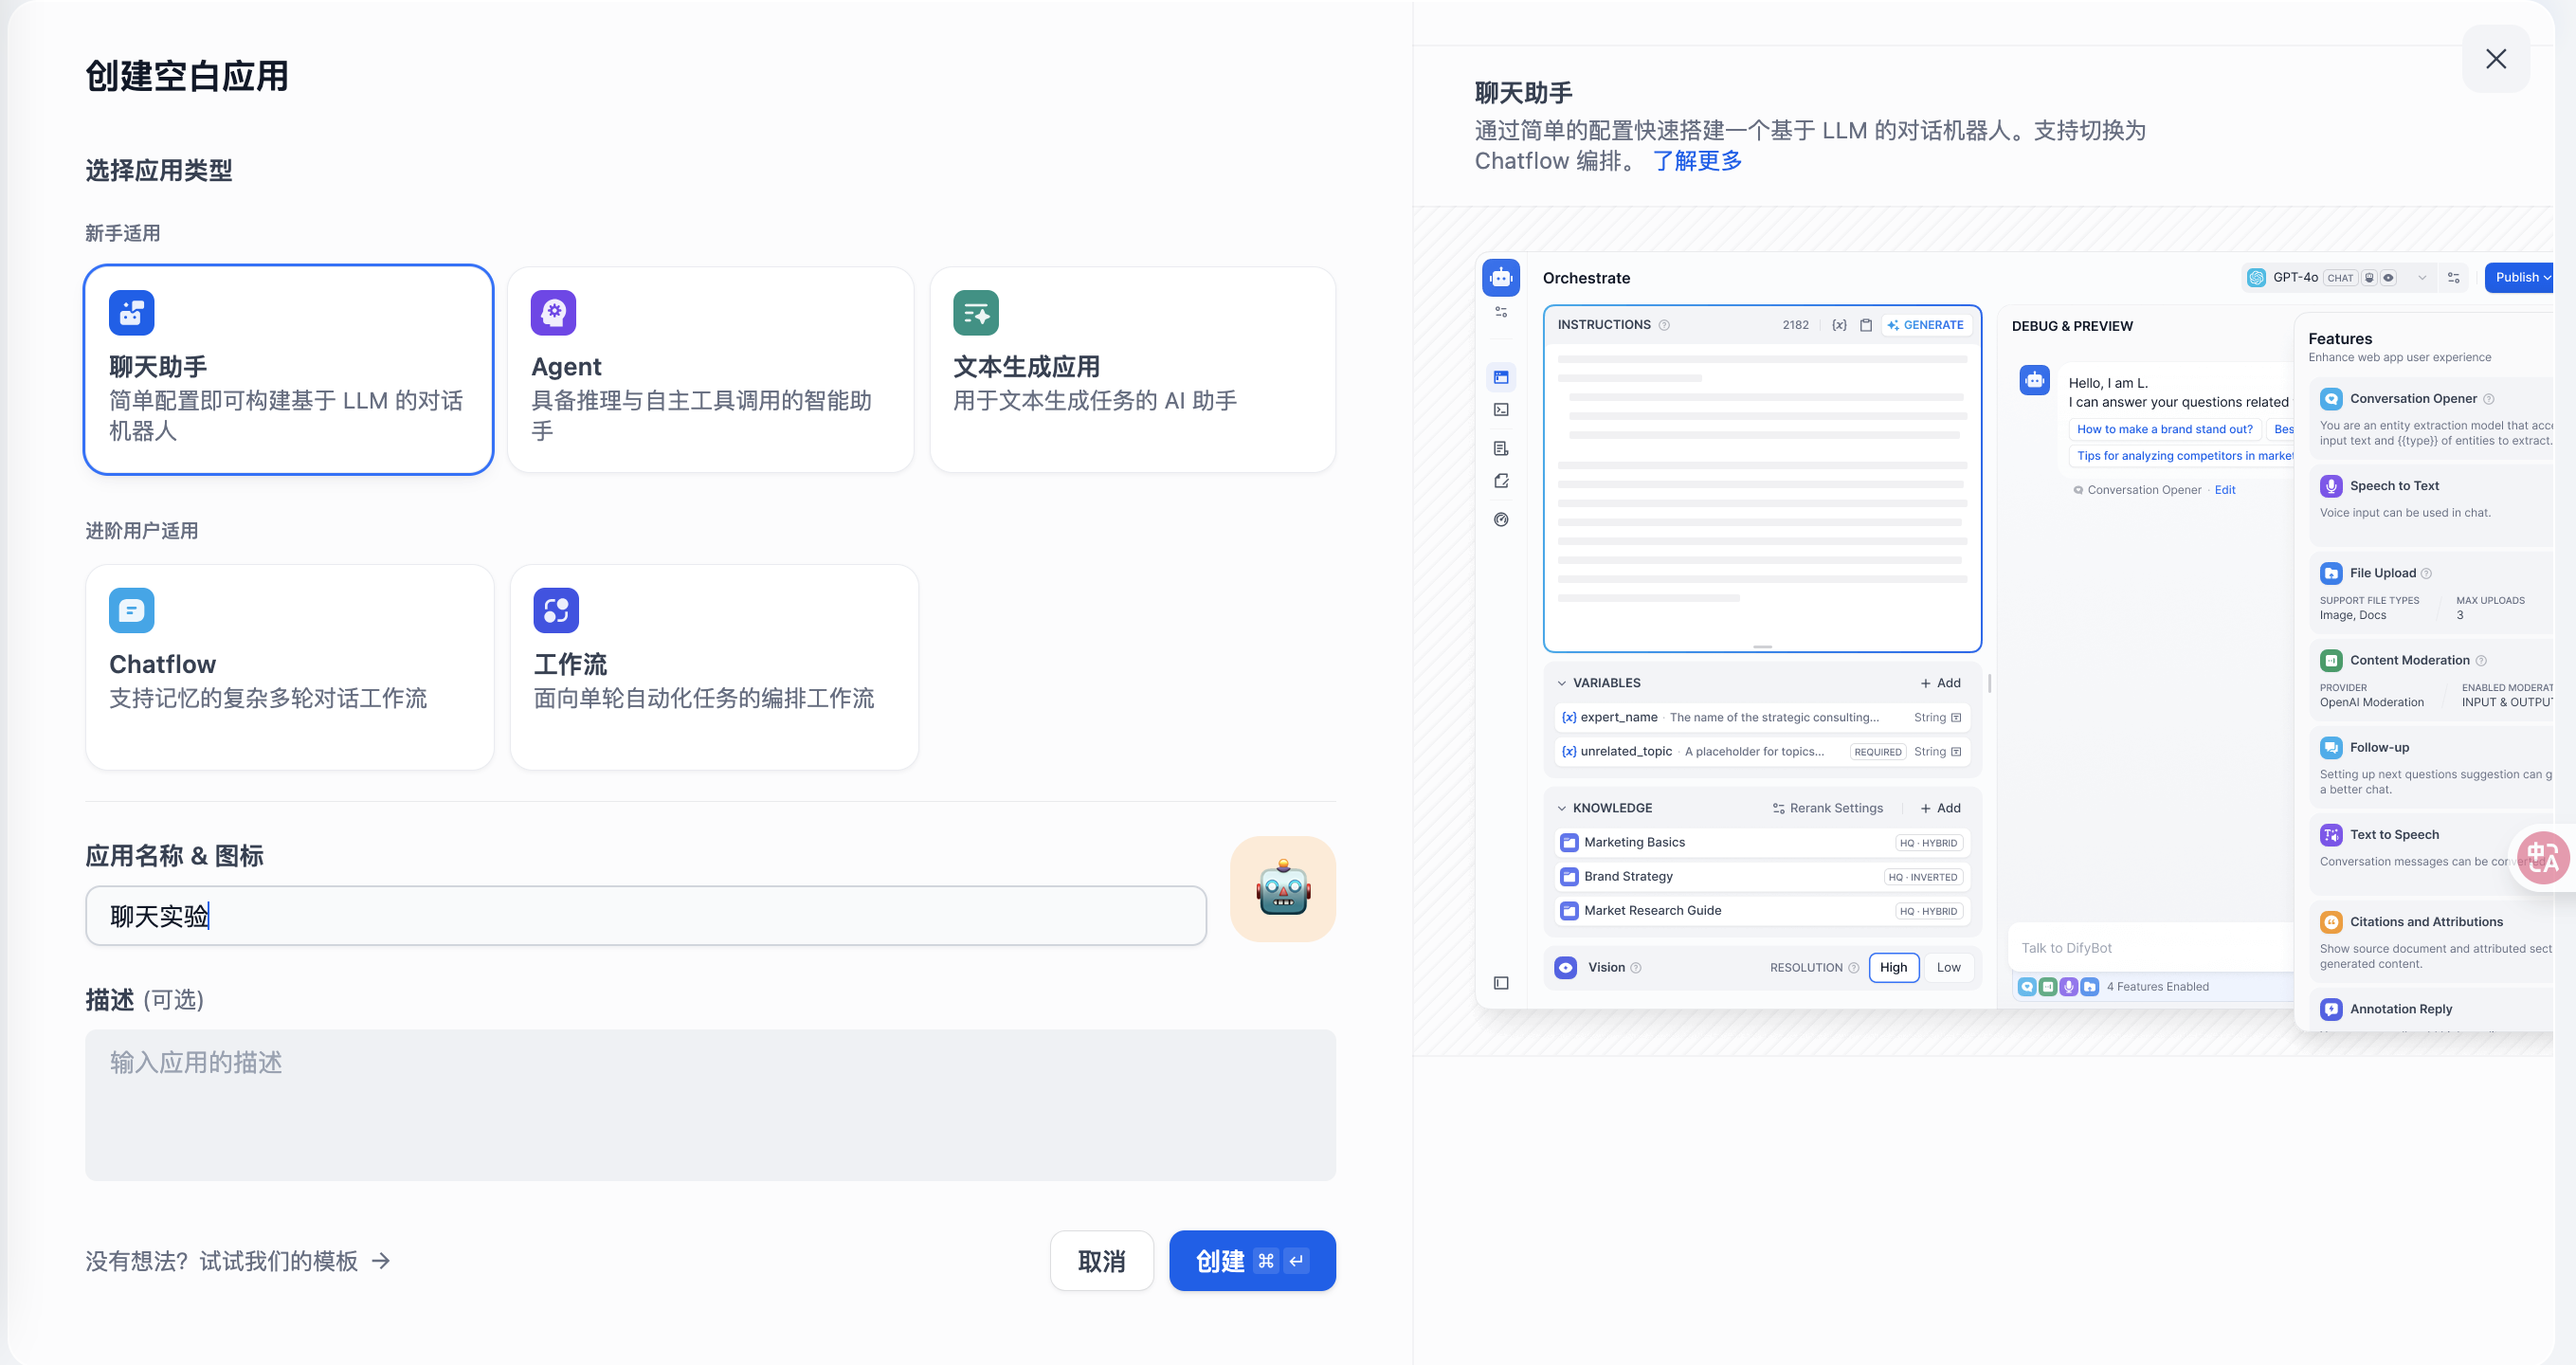 创建空白应用
选择应用类型
新手适用
聊天助手
简单配置即可构建基于 LLM 的对话
机器人
Agent
具备推理与自主工具调用的智能助
手
文本生成应用
用于文本生成任务的 AI 助手
进阶用户适用
Chatflow
支持记忆的复杂多轮对话工作流
工作流
面向单轮自动化任务的编排工作流
应用名称 & 图标
聊天实验
描述 (可选)
输入应用的描述
没有想法? 试试我们的模板 →
取消
创建 ⌘ ↵
聊天助手
通过简单的配置快速搭建一个基于 LLM 的对话机器人。支持切换为
Chatflow 编排。 了解更多
Orchestrate
GPT-4o CHAT
Publish
INSTRUCTIONS
2182 {x} GENERATE
VARIABLES
+ Add
{x} expert_name · The name of the strategic consulting... String
{x} unrelated_topic · A placeholder for topics... REQUIRED String
KNOWLEDGE
Rerank Settings + Add
Marketing Basics HQ · HYBRID
Brand Strategy HQ · INVERTED
Market Research Guide HQ · HYBRID
Vision RESOLUTION High Low
DEBUG & PREVIEW
Hello, I am L.
I can answer your questions related
How to make a brand stand out? Bes
Tips for analyzing competitors in market
Conversation Opener · Edit
Talk to DifyBot
4 Features Enabled
Features
Enhance web app user experience
Conversation Opener
You are an entity extraction model that acce
input text and {{type}} of entities to extract.
Speech to Text
Voice input can be used in chat.
File Upload
SUPPORT FILE TYPES MAX UPLOADS
Image, Docs 3
Content Moderation
PROVIDER ENABLED MODERAT
OpenAI Moderation INPUT & OUTPUT
Follow-up
Setting up next questions suggestion can g
a better chat.
Text to Speech
Conversation messages can be
中A
Citations and Attributions
Show source document and attributed sect
generated content.
Annotation Reply